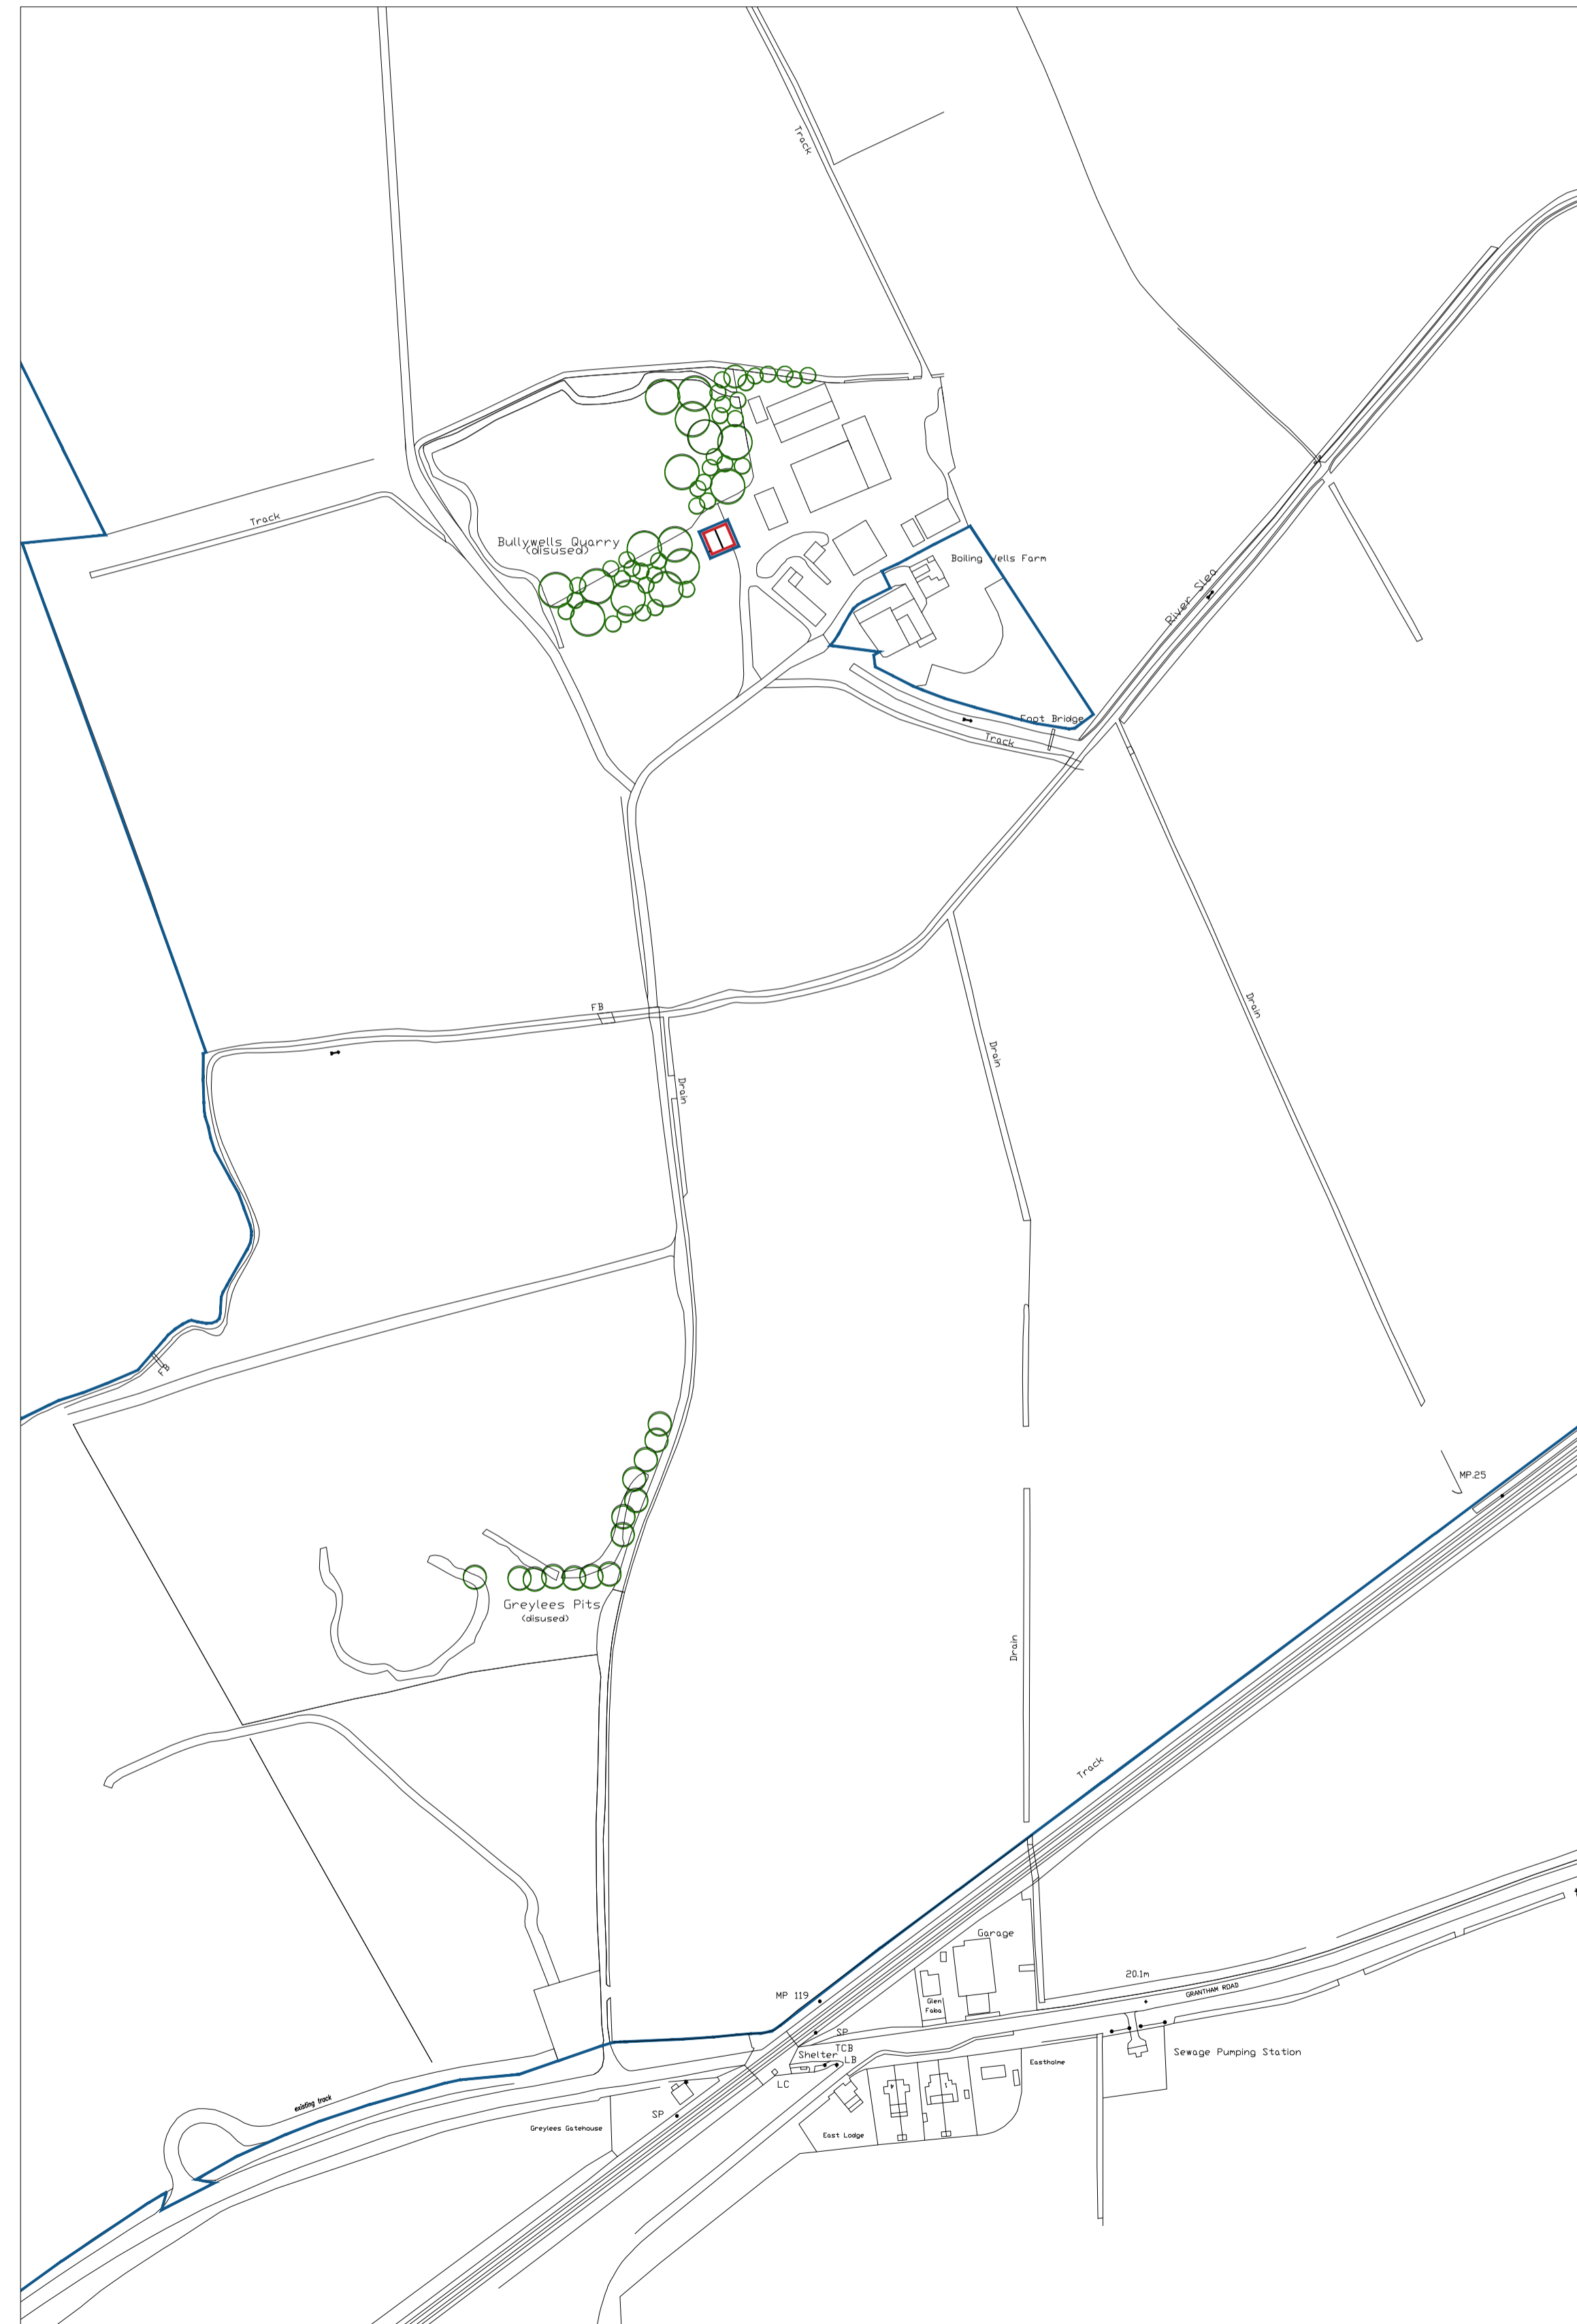 Track
Track
Bullywells Quarry
(disused)
Boiling Wells Farm
River Slea
Foot Bridge
Track
FB
Drain
Drain
Drain
FB
MP.25
Greylees Pits
(disused)
Drain
Track
Garage
20.1m
GRANTHAM ROAD
Glen
Faba
MP 119
SP
TCB
Shelter
LB
LC
Eastholme
Sewage Pumping Station
existing track
SP
Greylees Gatehouse
East Lodge